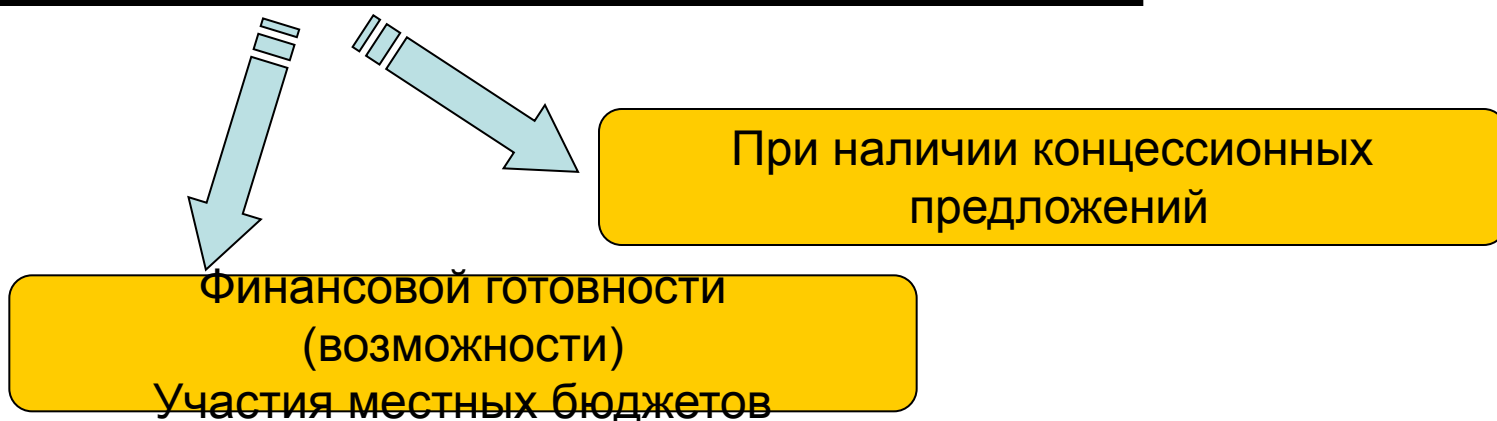 При наличии концессионных
предложений
Финансовой готовности
(возможности)
Участия местных бюджетов